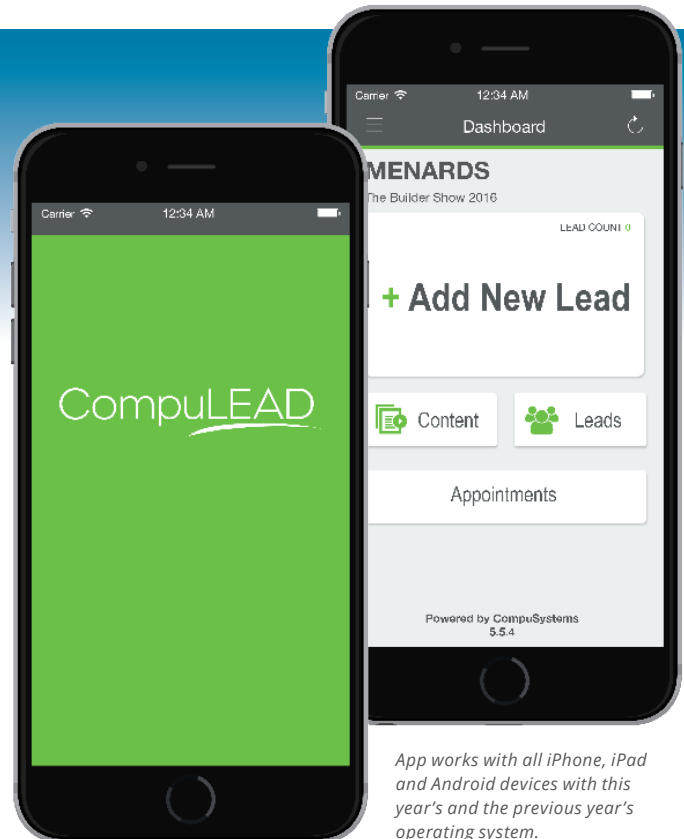 Carrier 12:34 AM
CompuLEAD
Carrier 12:34 AM
Dashboard
MENARDS
The Builder Show 2016
LEAD COUNT 0
+ Add New Lead
Content Leads
Appointments
Powered by CompuSystems
5.5.4
App works with all iPhone, iPad
and Android devices with this
year's and the previous year's
operating system.